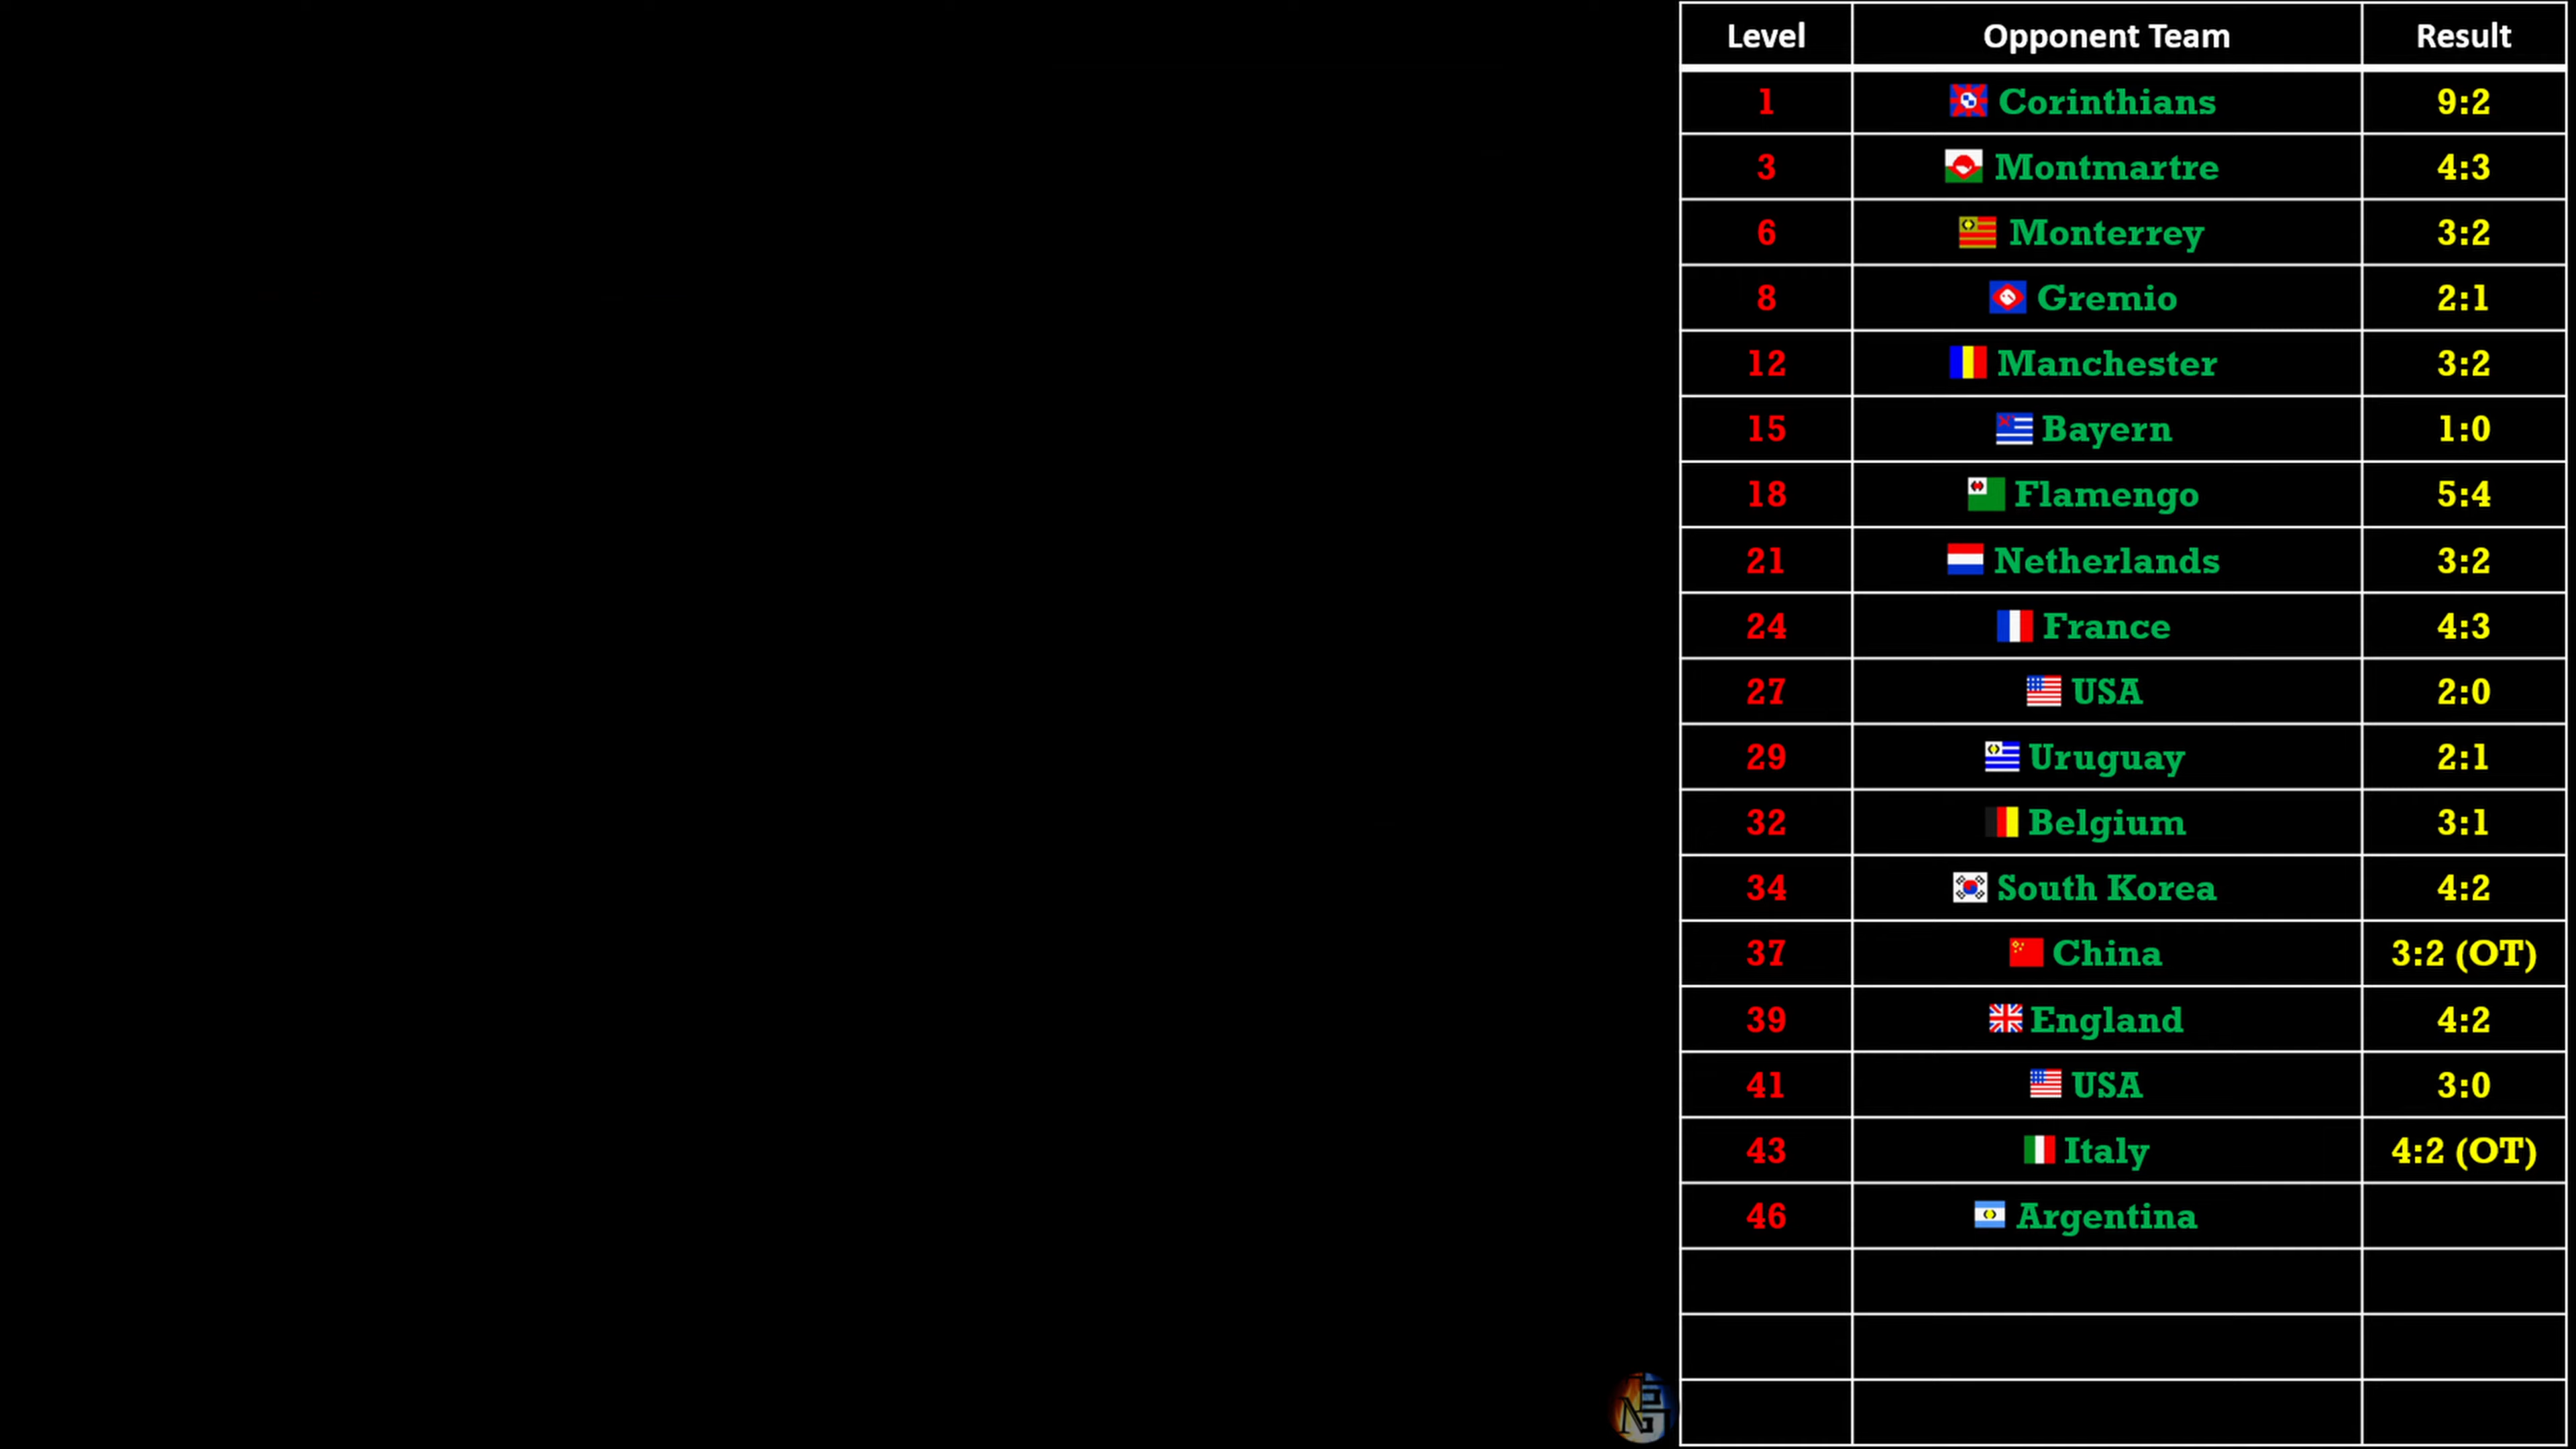 Level Opponent Team Result
1 Corinthians 9:2
3 Montmartre 4:3
6 Monterrey 3:2
8 Gremio 2:1
12 Manchester 3:2
15 Bayern 1:0
18 Flamengo 5:4
21 Netherlands 3:2
24 France 4:3
27 USA 2:0
29 Uruguay 2:1
32 Belgium 3:1
34 South Korea 4:2
37 China 3:2 (OT)
39 England 4:2
41 USA 3:0
43 Italy 4:2 (OT)
46 Argentina